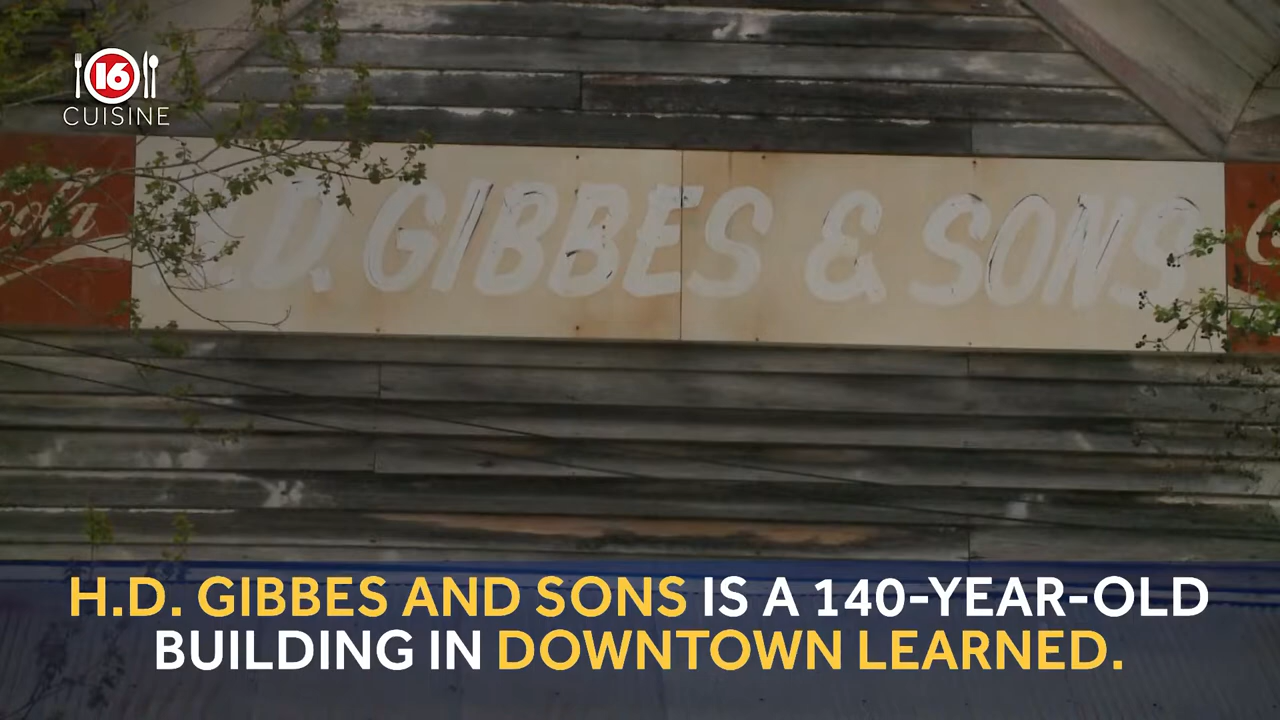 16
CUISINE
H.D. GIBBES & SONS
H.D. GIBBES AND SONS IS A 140-YEAR-OLD
BUILDING IN DOWNTOWN LEARNED.